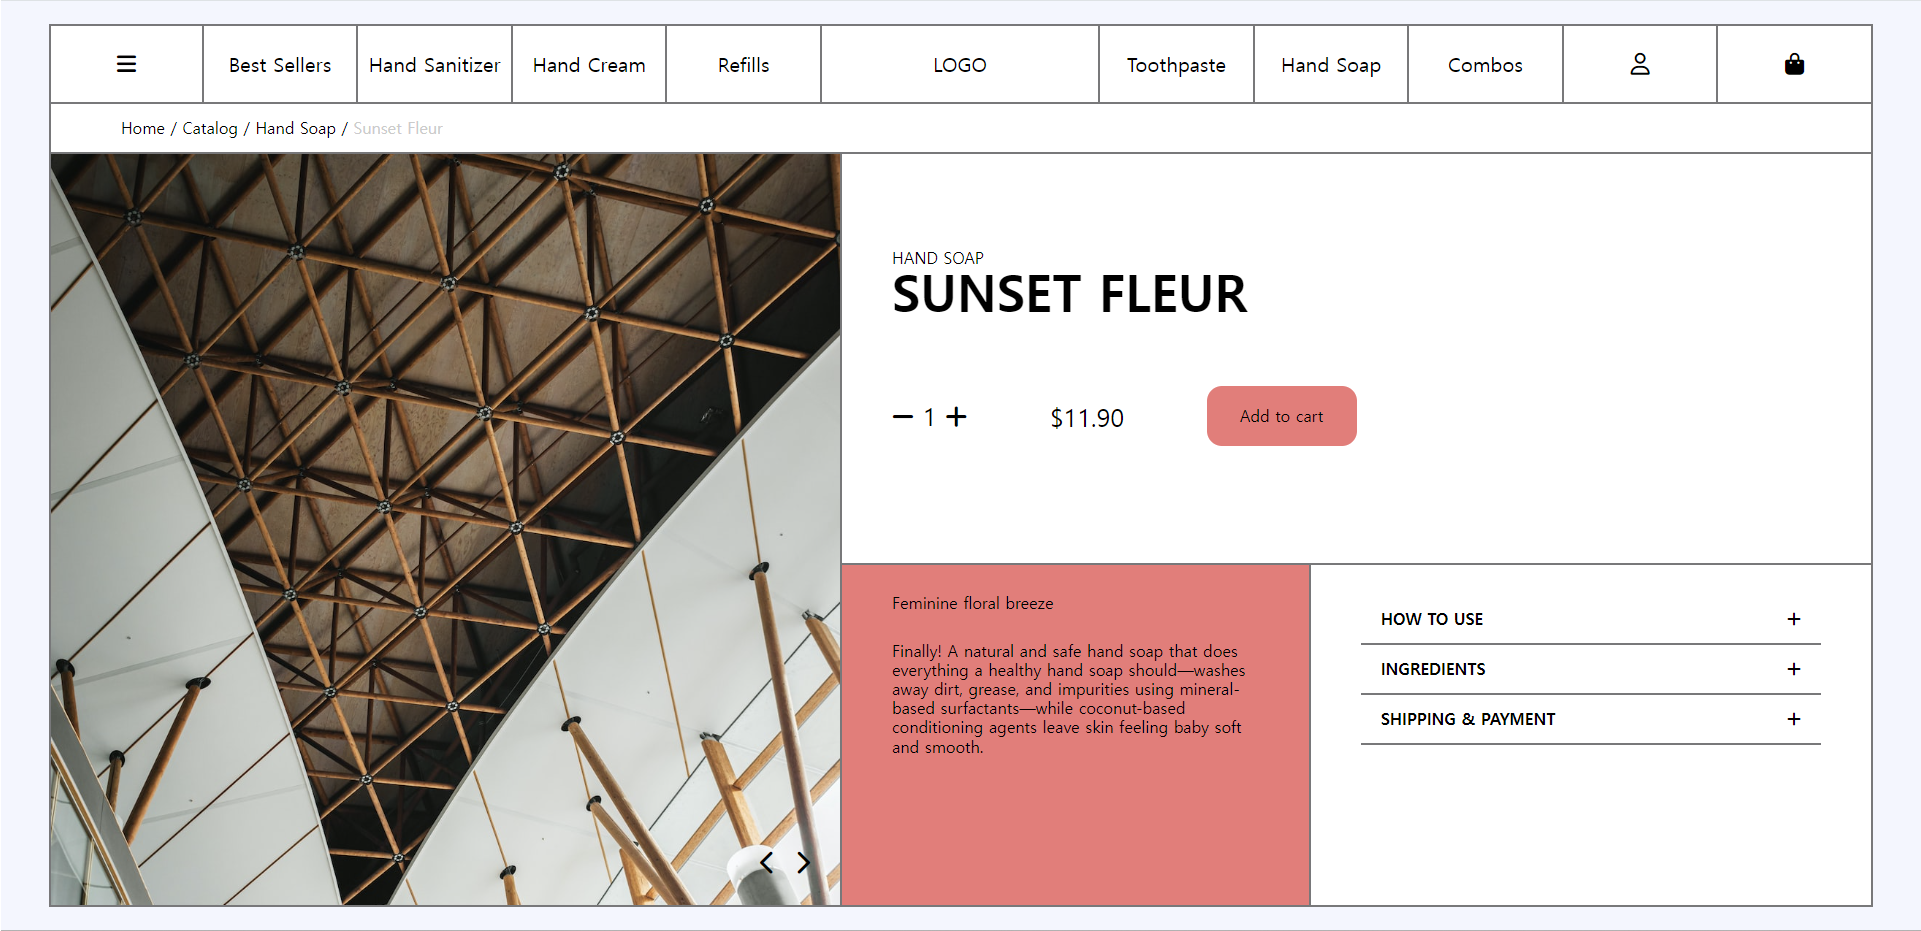 Best Sellers
Hand Sanitizer
Hand Cream
Refills
LOGO
Toothpaste
Hand Soap
Combos
Home / Catalog / Hand Soap / Sunset Fleur
HAND SOAP
SUNSET FLEUR
1
$11.90
Add to cart
Feminine floral breeze
Finally! A natural and safe hand soap that does
everything a healthy hand soap should—washes
away dirt, grease, and impurities using mineral-
based surfactants—while coconut-based
conditioning agents leave skin feeling baby soft
and smooth.
HOW TO USE
INGREDIENTS
SHIPPING & PAYMENT